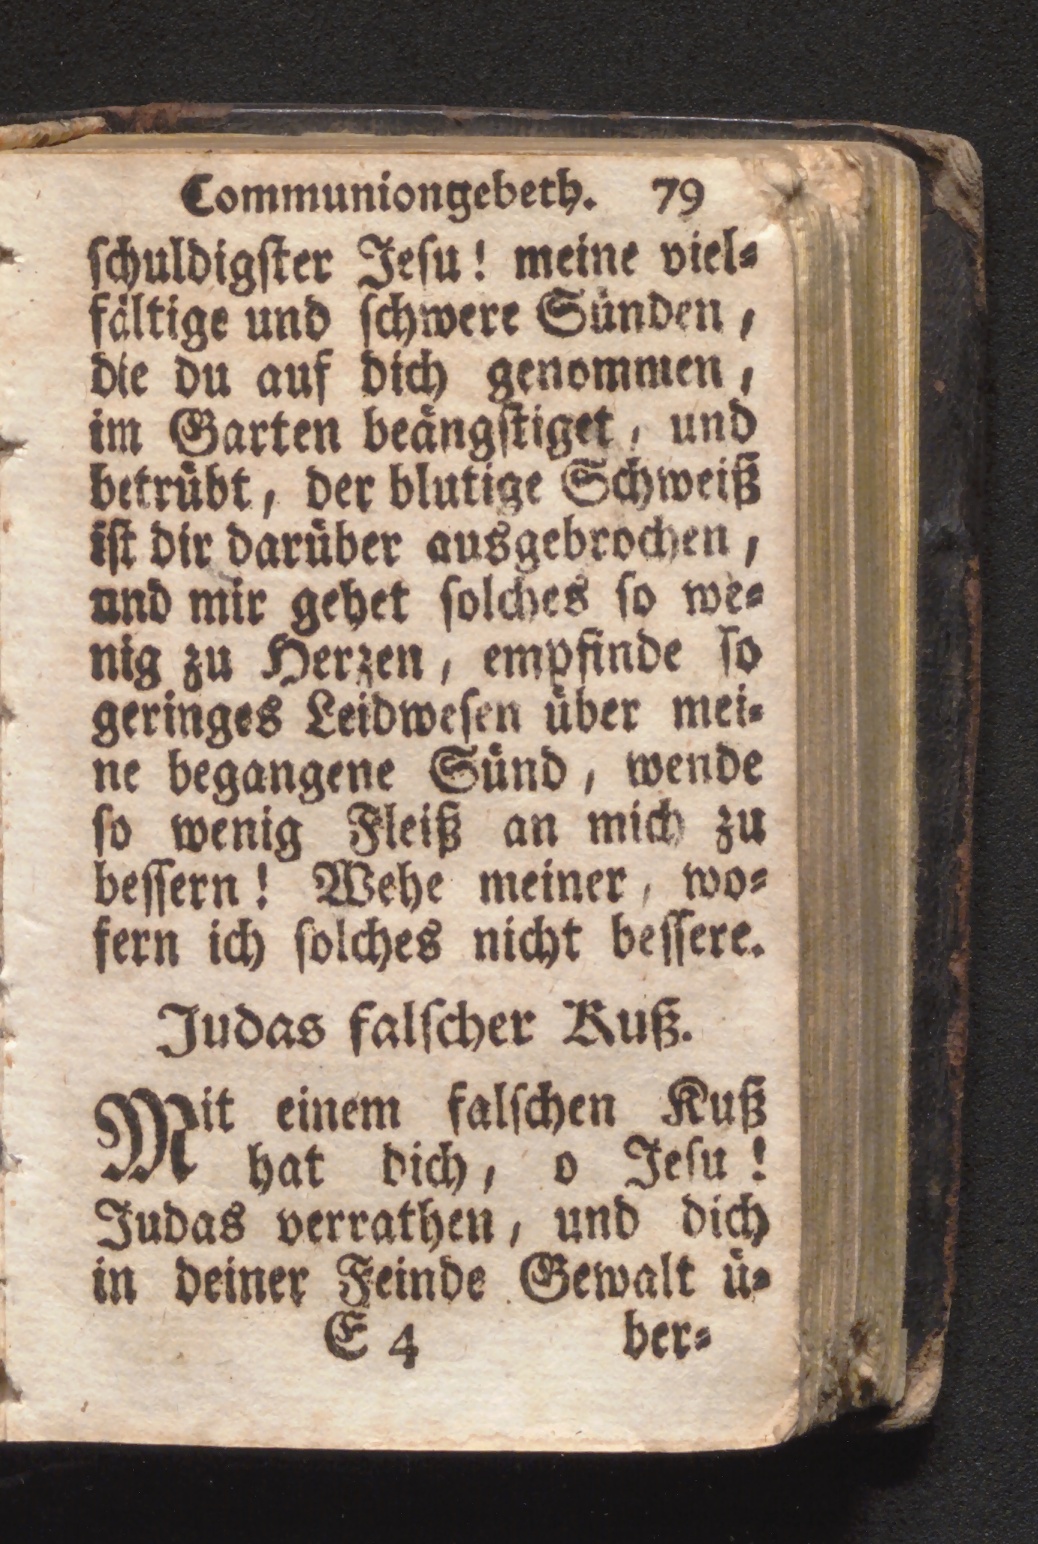 Communiongebeth. 79
schuldigster Jesu! meine viel-
fältige und schwere Sünden,
die du auf dich genommen,
im Garten beängstiget, und
betrübt, der blutige Schweiß
ist dir darüber ausgebrochen,
und mir gehet solches so we-
nig zu Herzen, empfinde so
geringes Leidwesen über mei-
ne begangene Sünd, wende
so wenig Fleiß an mich zu
bessern! Wehe meiner, wo-
fern ich solches nicht bessere.
Judas falscher Kuß.
Mit einem falschen Kuß
hat dich, o Jesu!
Judas verrathen, und dich
in deiner Feinde Gewalt ü-
E 4 ber-